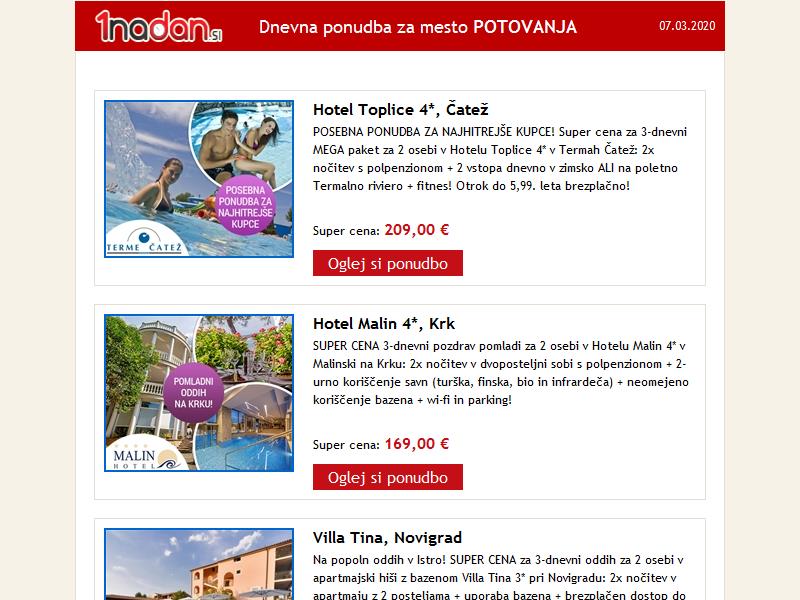 1nadan.si
Dnevna ponudba za mesto POTOVANJA
07.03.2020
Hotel Toplice 4*, Čatež
POSEBNA PONUDBA ZA NAJHITREJŠE KUPCE! Super cena za 3-dnevni
MEGA paket za 2 osebi v Hotelu Toplice 4* v Termah Čatež: 2x
nočitev s polpenzionom + 2 vstopa dnevno v zimsko ALI na poletno
Termalno riviero + fitnes! Otrok do 5,99. leta brezplačno!
Super cena: 209,00 €
Oglej si ponudbo
POSEBNA
PONUDBA ZA
NAJHITREJŠE
KUPCE
TERME ČATEŽ
Hotel Malin 4*, Krk
SUPER CENA 3-dnevni pozdrav pomladi za 2 osebi v Hotelu Malin 4* v
Malinski na Krku: 2x nočitev v dvoposteljni sobi s polpenzionom + 2-
urno koriščenje savn (turška, finska, bio in infrardeča) + neomejeno
koriščenje bazena + wi-fi in parking!
Super cena: 169,00 €
Oglej si ponudbo
POMLADNI
ODDIH
NA KRKU!
MALIN
HOTEL
Villa Tina, Novigrad
Na popoln oddih v Istro! SUPER CENA za 3-dnevni oddih za 2 osebi v
apartmajski hiši z bazenom Villa Tina 3* pri Novigradu: 2x nočitev v
apartmaju z 2 posteljama + uporaba bazena + brezplačen dostop do